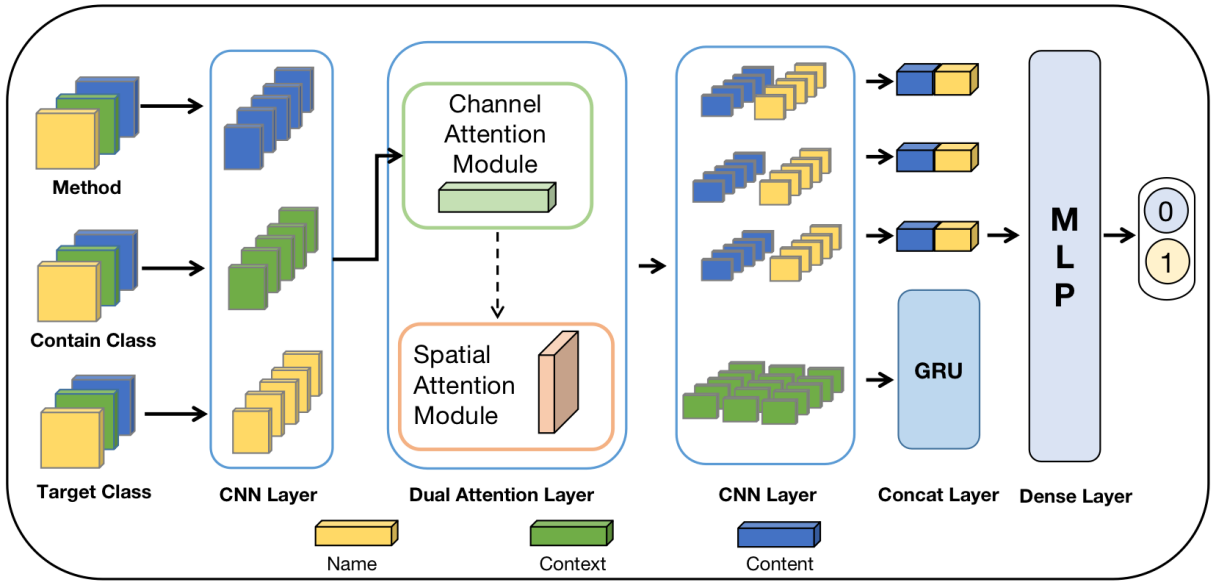 Method
Contain Class
Target Class
CNN Layer
Channel
Attention
Module
Spatial
Attention
Module
Dual Attention Layer
CNN Layer
GRU
Concat Layer
M
L
P
Dense Layer
0
1
Name
Context
Content